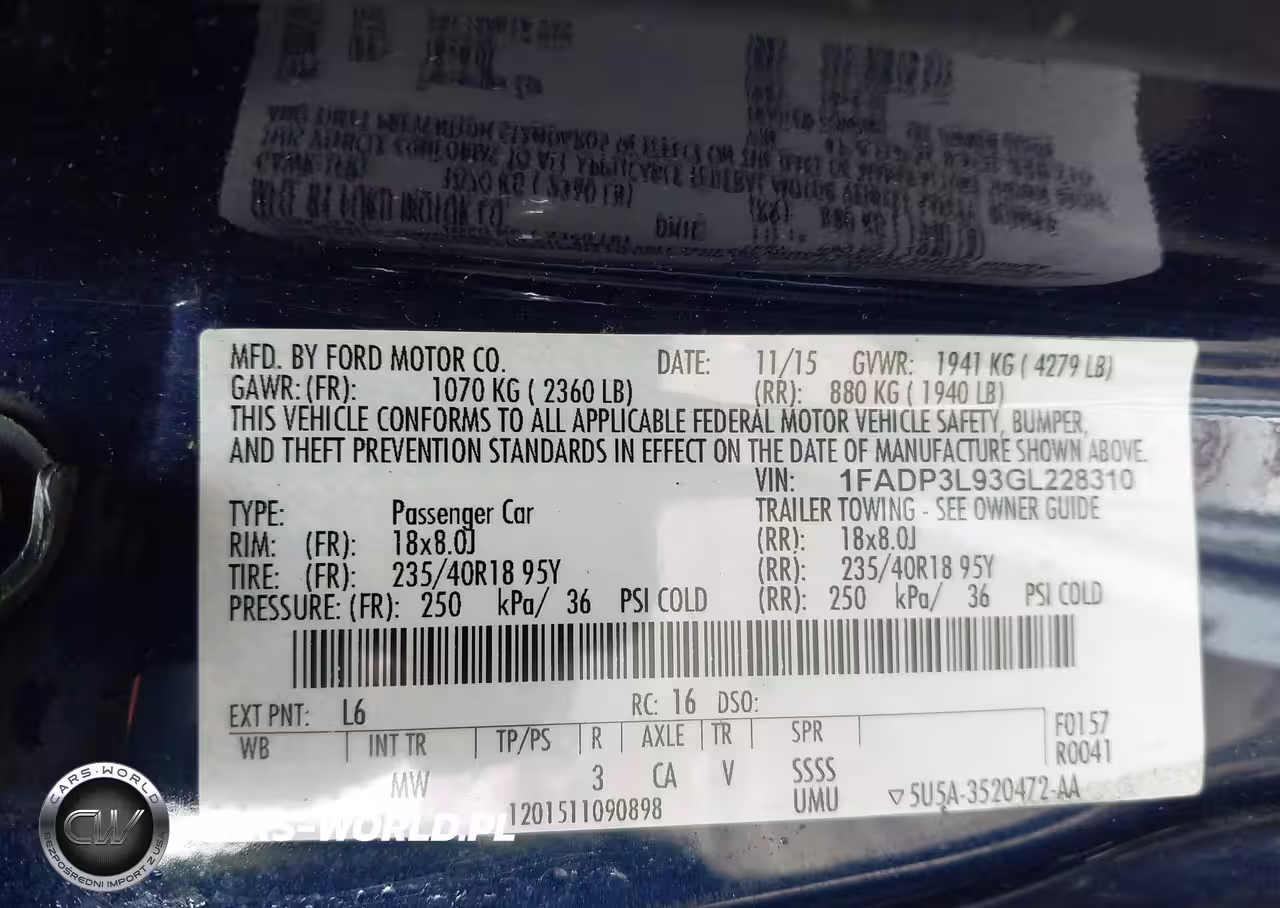 MFD. BY FORD MOTOR CO. DATE: 11/15 GVWR: 1941 KG ( 4279 LB)
GAWR: (FR): 1070 KG ( 2360 LB) (RR): 880 KG ( 1940 LB)
THIS VEHICLE CONFORMS TO ALL APPLICABLE FEDERAL MOTOR VEHICLE SAFETY, BUMPER,
AND THEFT PREVENTION STANDARDS IN EFFECT ON THE DATE OF MANUFACTURE SHOWN ABOVE.
VIN: 1FADP3L93GL228310
TYPE: Passenger Car TRAILER TOWING - SEE OWNER GUIDE
RIM: (FR): 18x8.0J (RR): 18x8.0J
TIRE: (FR): 235/40R18 95Y (RR): 235/40R18 95Y
PRESSURE: (FR): 250 kPa/ 36 PSI COLD (RR): 250 kPa/ 36 PSI COLD
EXT PNT: L6 RC: 16 DSO:
WB INT TR TP/PS R AXLE TR SPR F0157
R0041
MW 3 CA V SSSS
1201511090898 UMU ▽5U5A-3520472-AA
CARS-WORLD.PL
CARS-WORLD
CW
BEZPOŚREDNI IMPORT Z USA